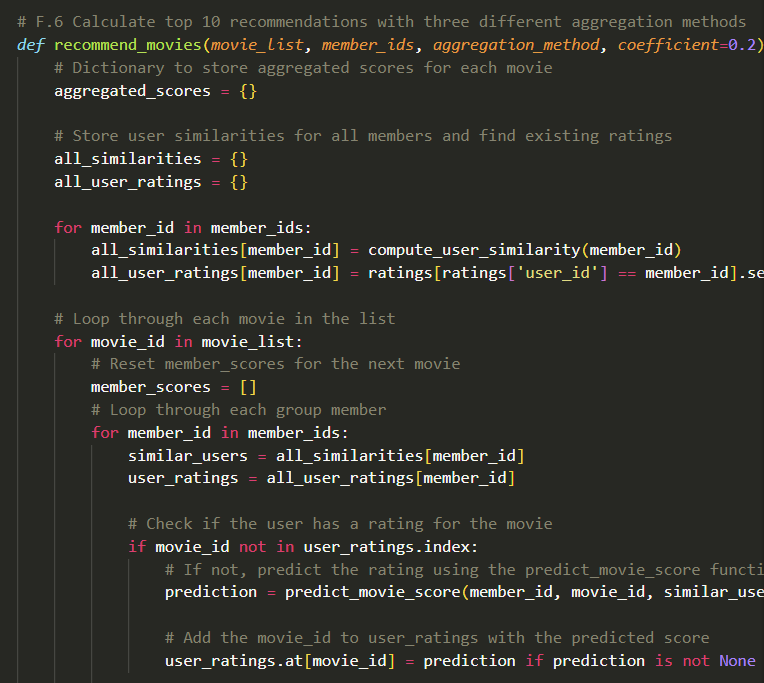 # F.6 Calculate top 10 recommendations with three different aggregation methods
def recommend_movies(movie_list, member_ids, aggregation_method, coefficient=0.2)
    # Dictionary to store aggregated scores for each movie
    aggregated_scores = {}
    # Store user similarities for all members and find existing ratings
    all_similarities = {}
    all_user_ratings = {}
    for member_id in member_ids:
        all_similarities[member_id] = compute_user_similarity(member_id)
        all_user_ratings[member_id] = ratings[ratings['user_id'] == member_id].se
    # Loop through each movie in the list
    for movie_id in movie_list:
        # Reset member_scores for the next movie
        member_scores = []
        # Loop through each group member
        for member_id in member_ids:
            similar_users = all_similarities[member_id]
            user_ratings = all_user_ratings[member_id]
            # Check if the user has a rating for the movie
            if movie_id not in user_ratings.index:
                # If not, predict the rating using the predict_movie_score functi
                prediction = predict_movie_score(member_id, movie_id, similar_use
                # Add the movie_id to user_ratings with the predicted score
                user_ratings.at[movie_id] = prediction if prediction is not None